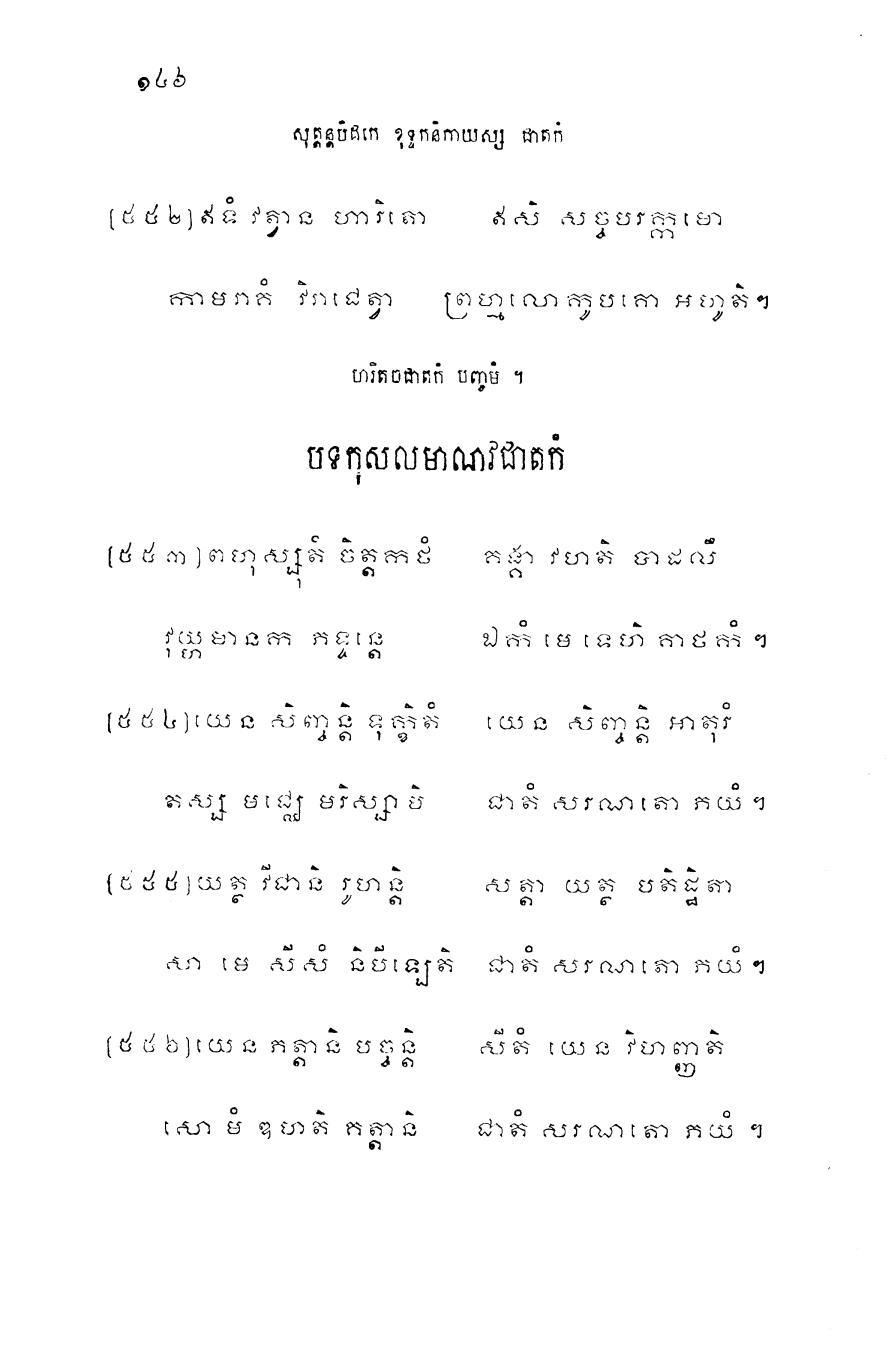 ១៤៦
សុត្តន្តបិដកេ ខុទ្ទកនិកាយស្ស ជាតកំ
[៥៥២] ឥទំ វត្វាន ហារិតោ ឥសិ សច្ចបរក្កមោ
កាមរាគំ វិរាជេត្វា ព្រហ្មលោកូបគោ អហូតិ។
ហរិតចជាតកំ បញ្ចមំ ។
បទកុសលមាណវជាតកំ
[៥៥៣] ពហុស្សុតំ ចិត្តកថំ គង្គា វហតិ បាដលឹ
វុយ្ហមានក ភទ្ទន្តេ ឯកំ មេ ទេហិ គាថកំ។
[៥៥៤] យេន សិញ្ចន្តិ ទុក្ខិតំ យេន សិញ្ចន្តិ អាតុរំ
តស្ស មជ្ឈេ មរិស្សាមិ ជាតំ សរណតោ ភយំ។
[៥៥៥] យត្ថ វីជានិ រូហន្តិ សត្តា យត្ថ បតិដ្ឋិតា
សា មេ សីសំ និបីឡេតិ ជាតំ សរណតោ ភយំ។
[៥៥៦] យេន ភត្តានិ បច្ចន្តិ សីតំ យេន វិហញ្ញតិ
សោ មំ ឌហតិ គត្តានិ ជាតំ សរណតោ ភយំ ។